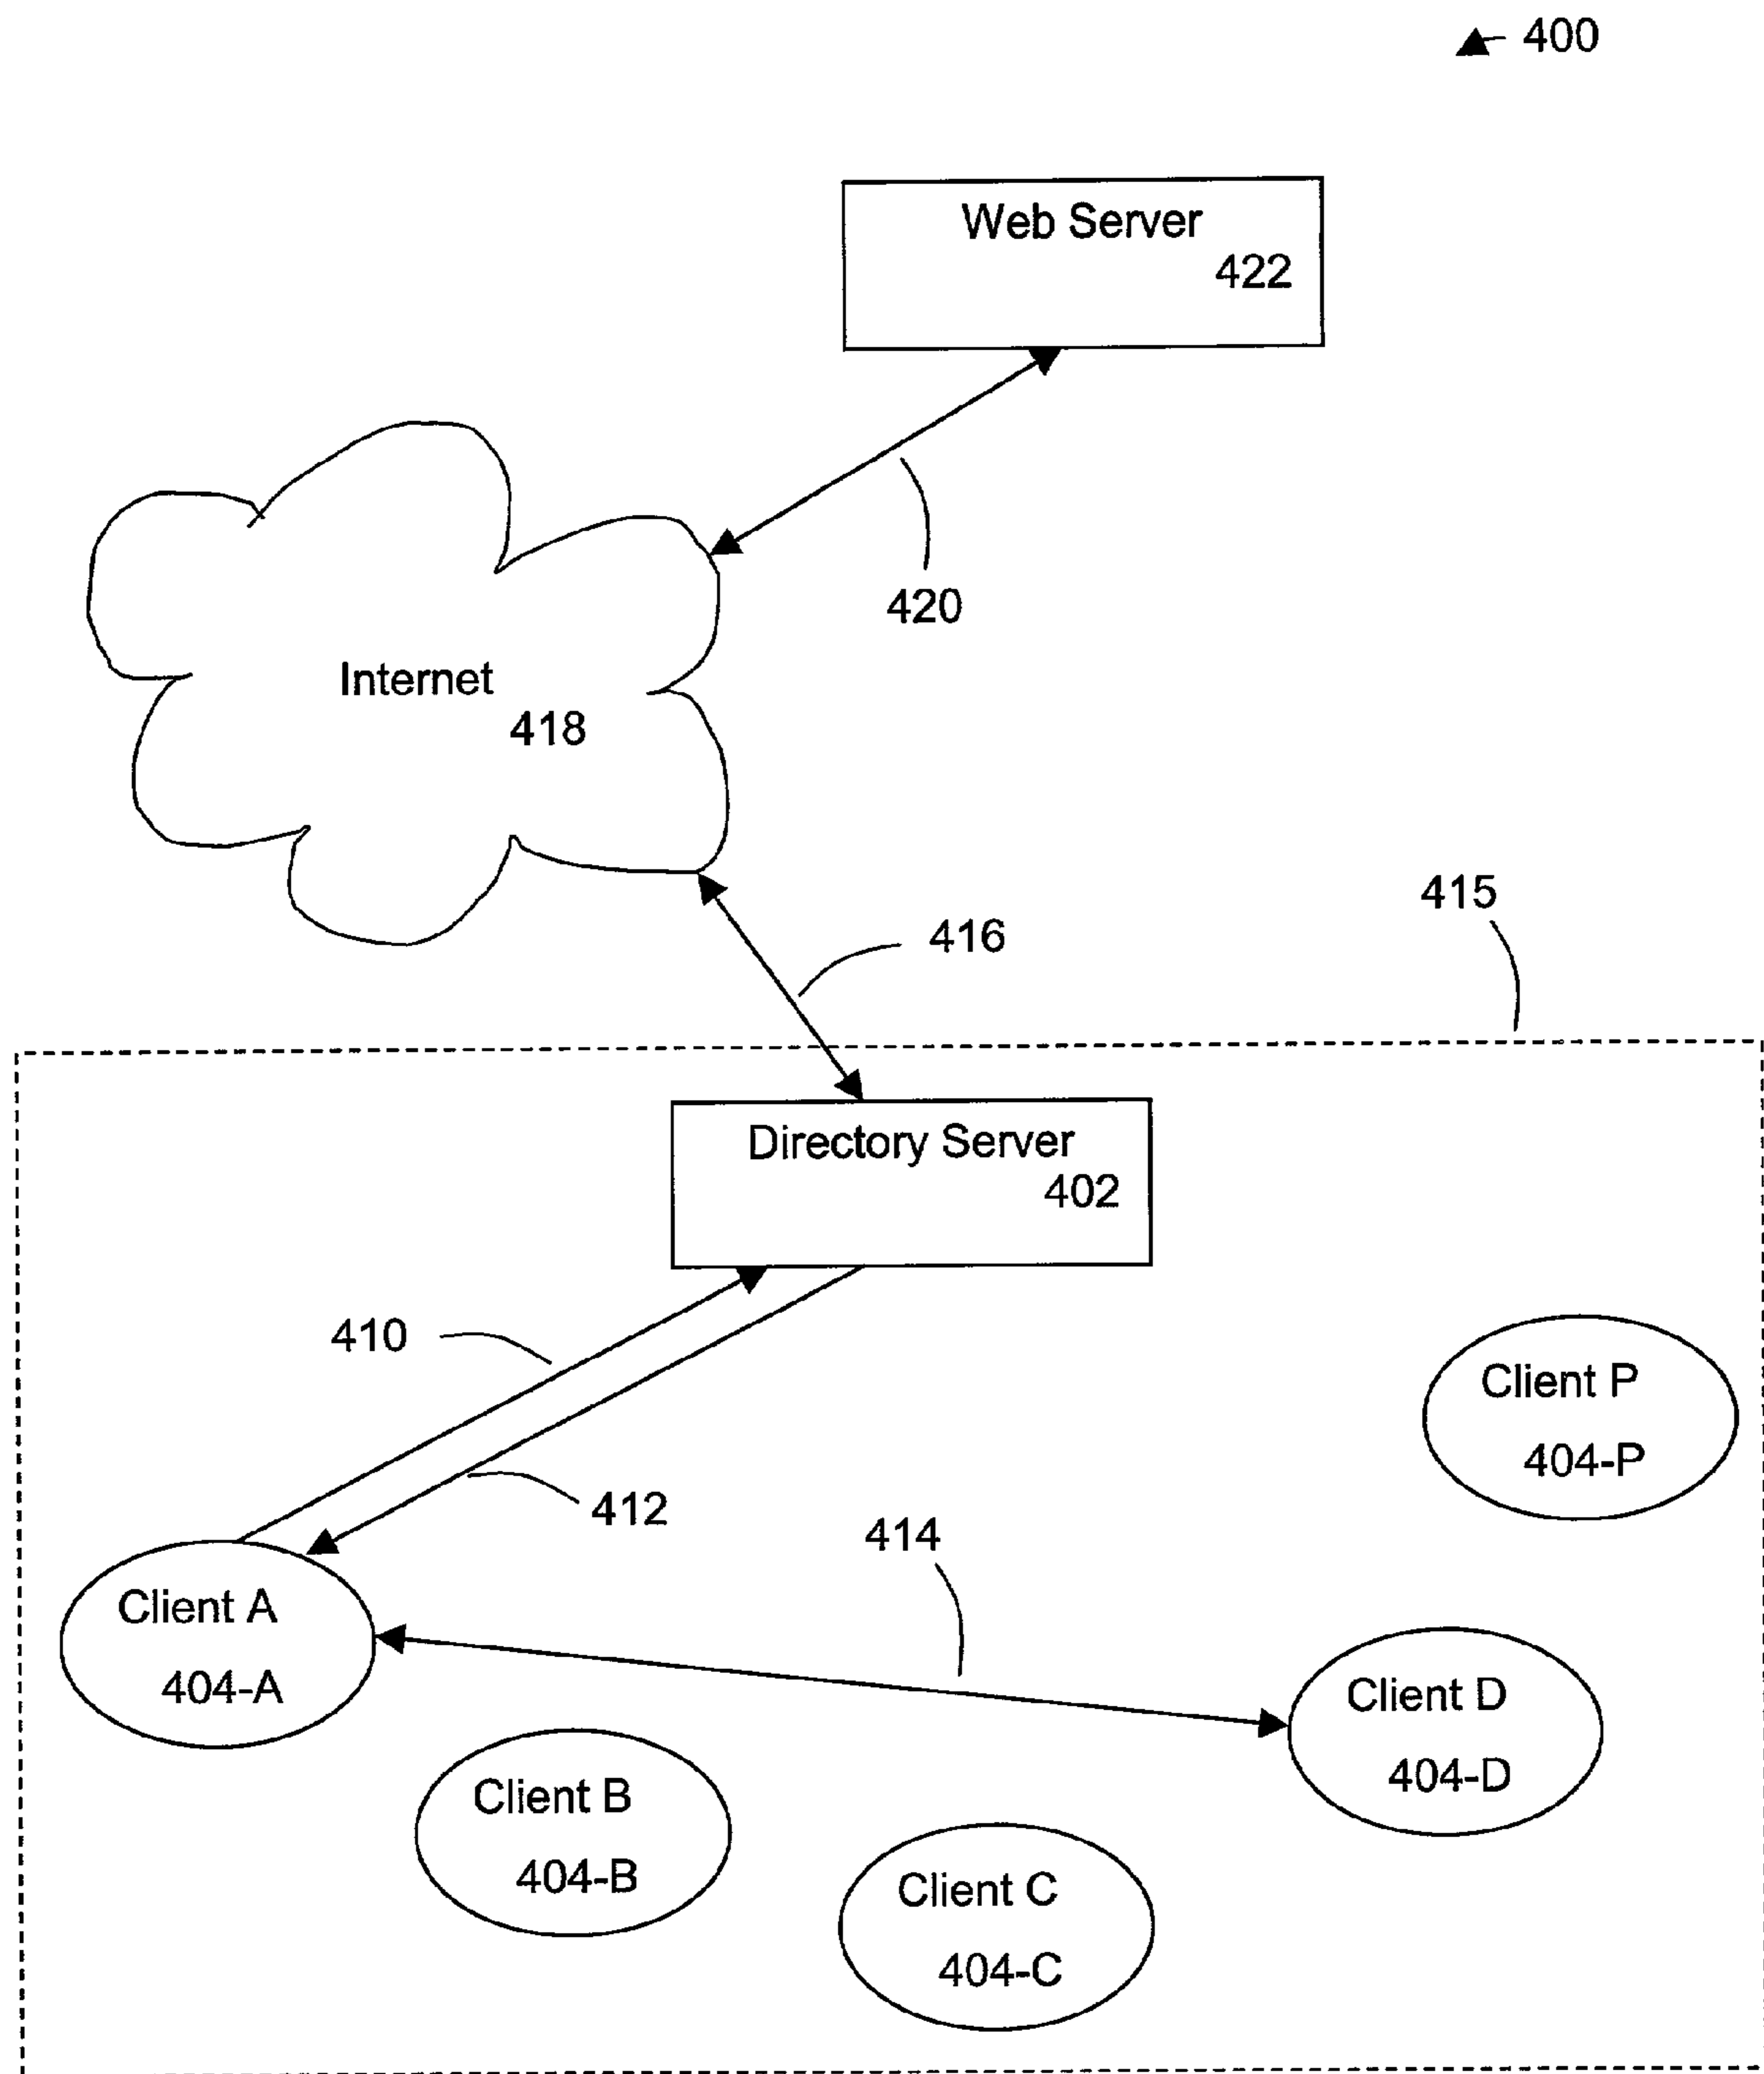 400
Web Server
422
420
Internet
418
415
416
Directory Server
402
410
Client P
404-P
412
414
Client A
404-A
Client D
404-D
Client B
404-B
Client C
404-C